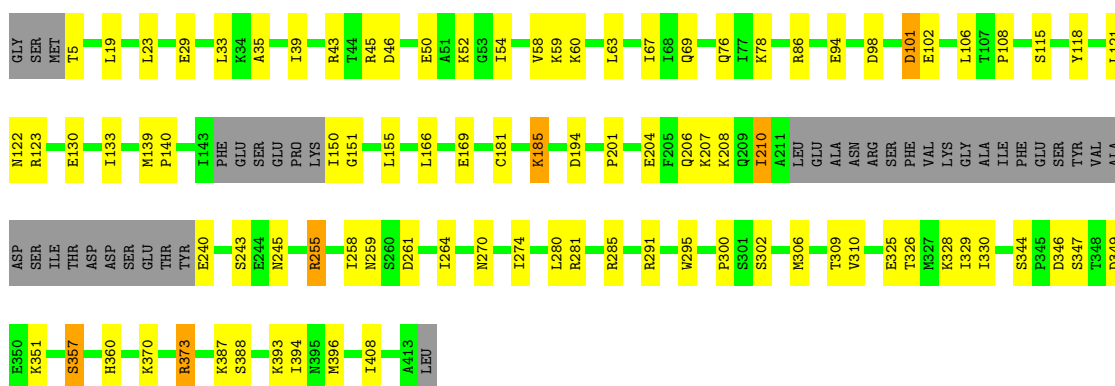 GLY SER MET T5 L19 L23 E29 L33 K34 A35 I39 R43 T44 R45 D46 E50 A51 K52 G53 I54 V58 K59 K60 L63 I67 I68 Q69 Q76 I77 K78 R86 E94 D98 D101 E102 L106 T107 P108 S115 Y118 L121
N122 R123 E130 I133 M139 P140 I143 PHE GLU SER GLU PRO LYS I150 G151 L155 L166 E169 C181 K185 D194 P201 E204 F205 Q206 K207 K208 Q209 I210 A211 LEU GLU ALA ASN ARG SER PHE VAL LYS GLY ALA ILE PHE GLU SER TYR VAL ALA
ASP SER ILE THR ASP ASP SER GLU THR TYR E240 S243 E244 N245 R255 I258 N259 S260 D261 I264 N270 I274 L280 R281 R285 R291 W295 P300 S301 S302 M306 T309 V310 E325 T326 M327 K328 I329 I330 S344 P345 D346 S347 T348 D349
E350 K351 S357 H360 K370 R373 K387 S388 K393 I394 N395 M396 I408 A413 LEU